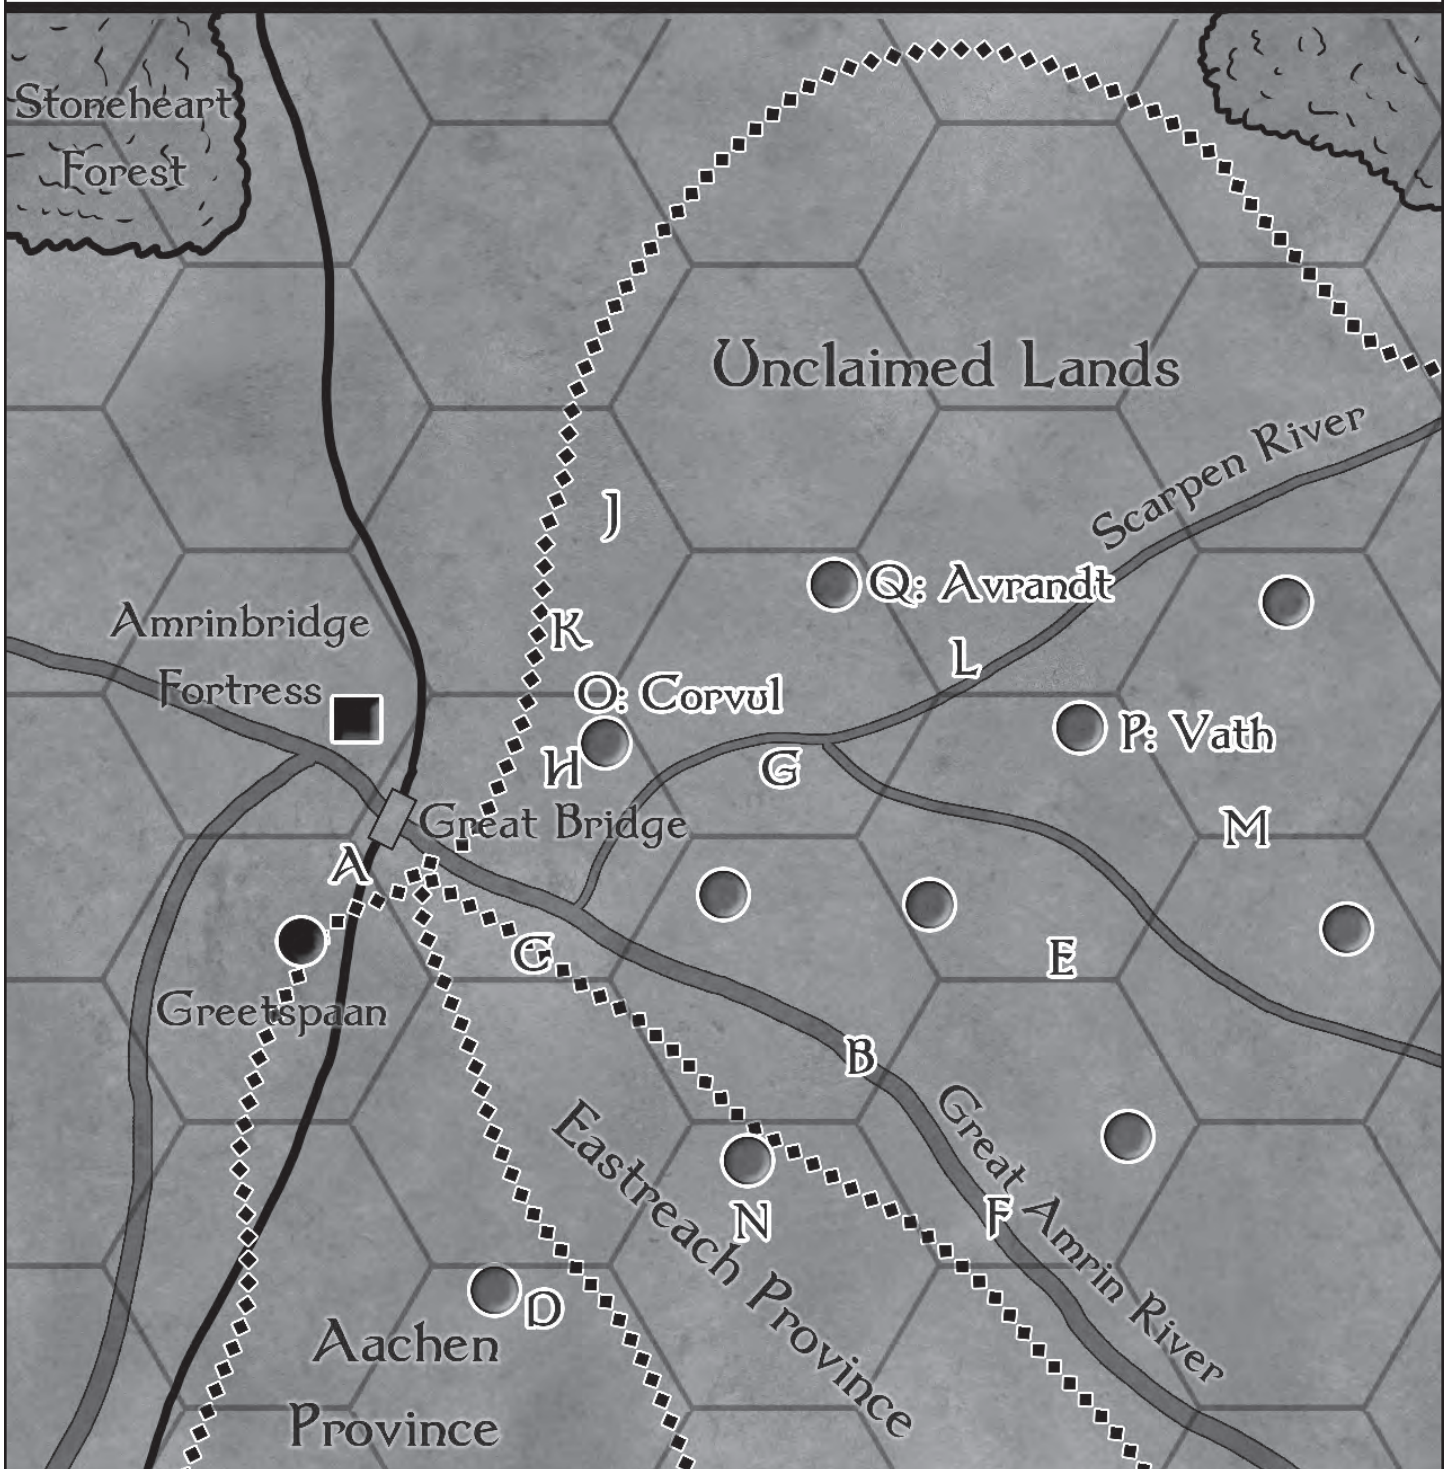 Stoneheart
Forest
Unclaimed Lands
Scarpen River
J
Q: Avrandt
Amrinbridge
Fortress
K
L
O: Corvul
P: Vath
H
G
Great Bridge
M
A
C
E
Greetspaan
B
Great Amrin River
Eastreach Province
N
F
D
Aachen
Province